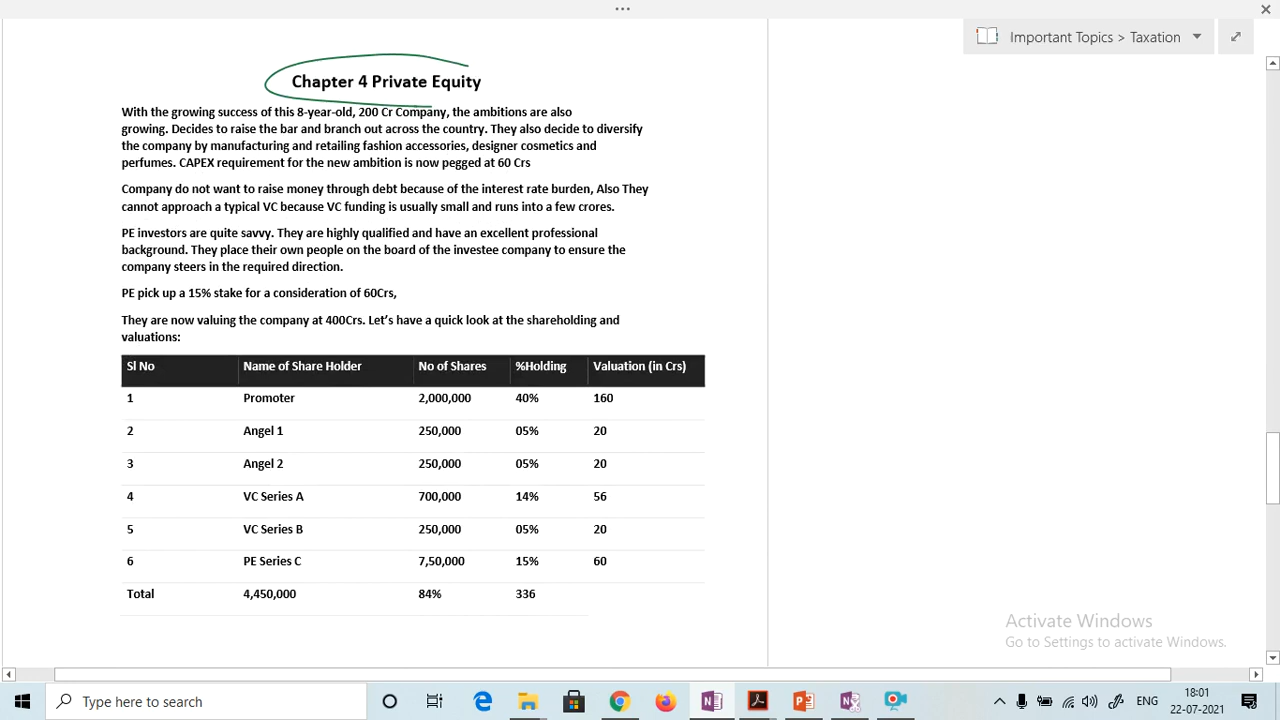 Important Topics > Taxation
Chapter 4 Private Equity
With the growing success of this 8-year-old, 200 Cr Company, the ambitions are also
growing. Decides to raise the bar and branch out across the country. They also decide to diversify
the company by manufacturing and retailing fashion accessories, designer cosmetics and
perfumes. CAPEX requirement for the new ambition is now pegged at 60 Crs
Company do not want to raise money through debt because of the interest rate burden, Also They
cannot approach a typical VC because VC funding is usually small and runs into a few crores.
PE investors are quite savvy. They are highly qualified and have an excellent professional
background. They place their own people on the board of the investee company to ensure the
company steers in the required direction.
PE pick up a 15% stake for a consideration of 60Crs,
They are now valuing the company at 400Crs. Let’s have a quick look at the shareholding and
valuations:
Sl No Name of Share Holder No of Shares %Holding Valuation (in Crs)
1 Promoter 2,000,000 40% 160
2 Angel 1 250,000 05% 20
3 Angel 2 250,000 05% 20
4 VC Series A 700,000 14% 56
5 VC Series B 250,000 05% 20
6 PE Series C 7,50,000 15% 60
Total 4,450,000 84% 336
Activate Windows
Go to Settings to activate Windows.
Type here to search
ENG
18:01
22-07-2021